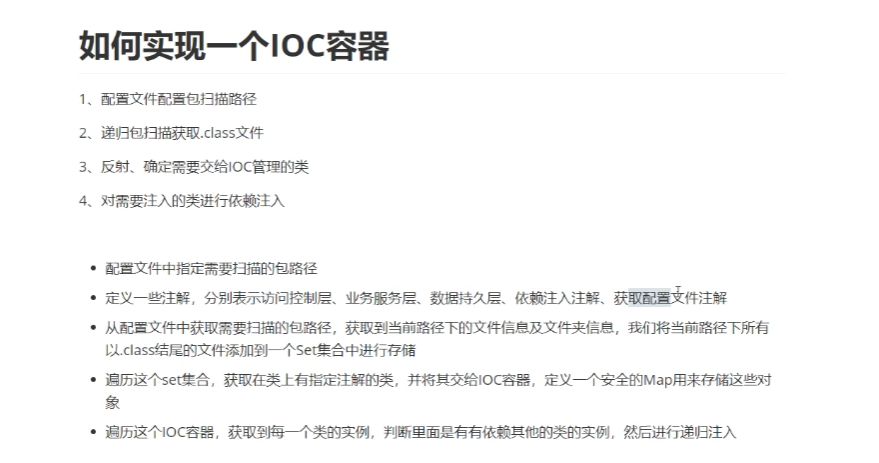 如何实现一个IOC容器
1、配置文件配置包扫描路径
2、递归包扫描获取.class文件
3、反射、确定需要交给IOC管理的类
4、对需要注入的类进行依赖注入
• 配置文件中指定需要扫描的包路径
• 定义一些注解，分别表示访问控制层、业务服务层、数据持久层、依赖注入注解、获取配置文件注解
• 从配置文件中获取需要扫描的包路径，获取到当前路径下的文件信息及文件夹信息，我们将当前路径下所有
以.class结尾的文件添加到一个Set集合中进行存储
• 遍历这个set集合，获取在类上有指定注解的类，并将其交给IOC容器，定义一个安全的Map用来存储这些对
象
• 遍历这个IOC容器，获取到每一个类的实例，判断里面是有有依赖其他的类的实例，然后进行递归注入